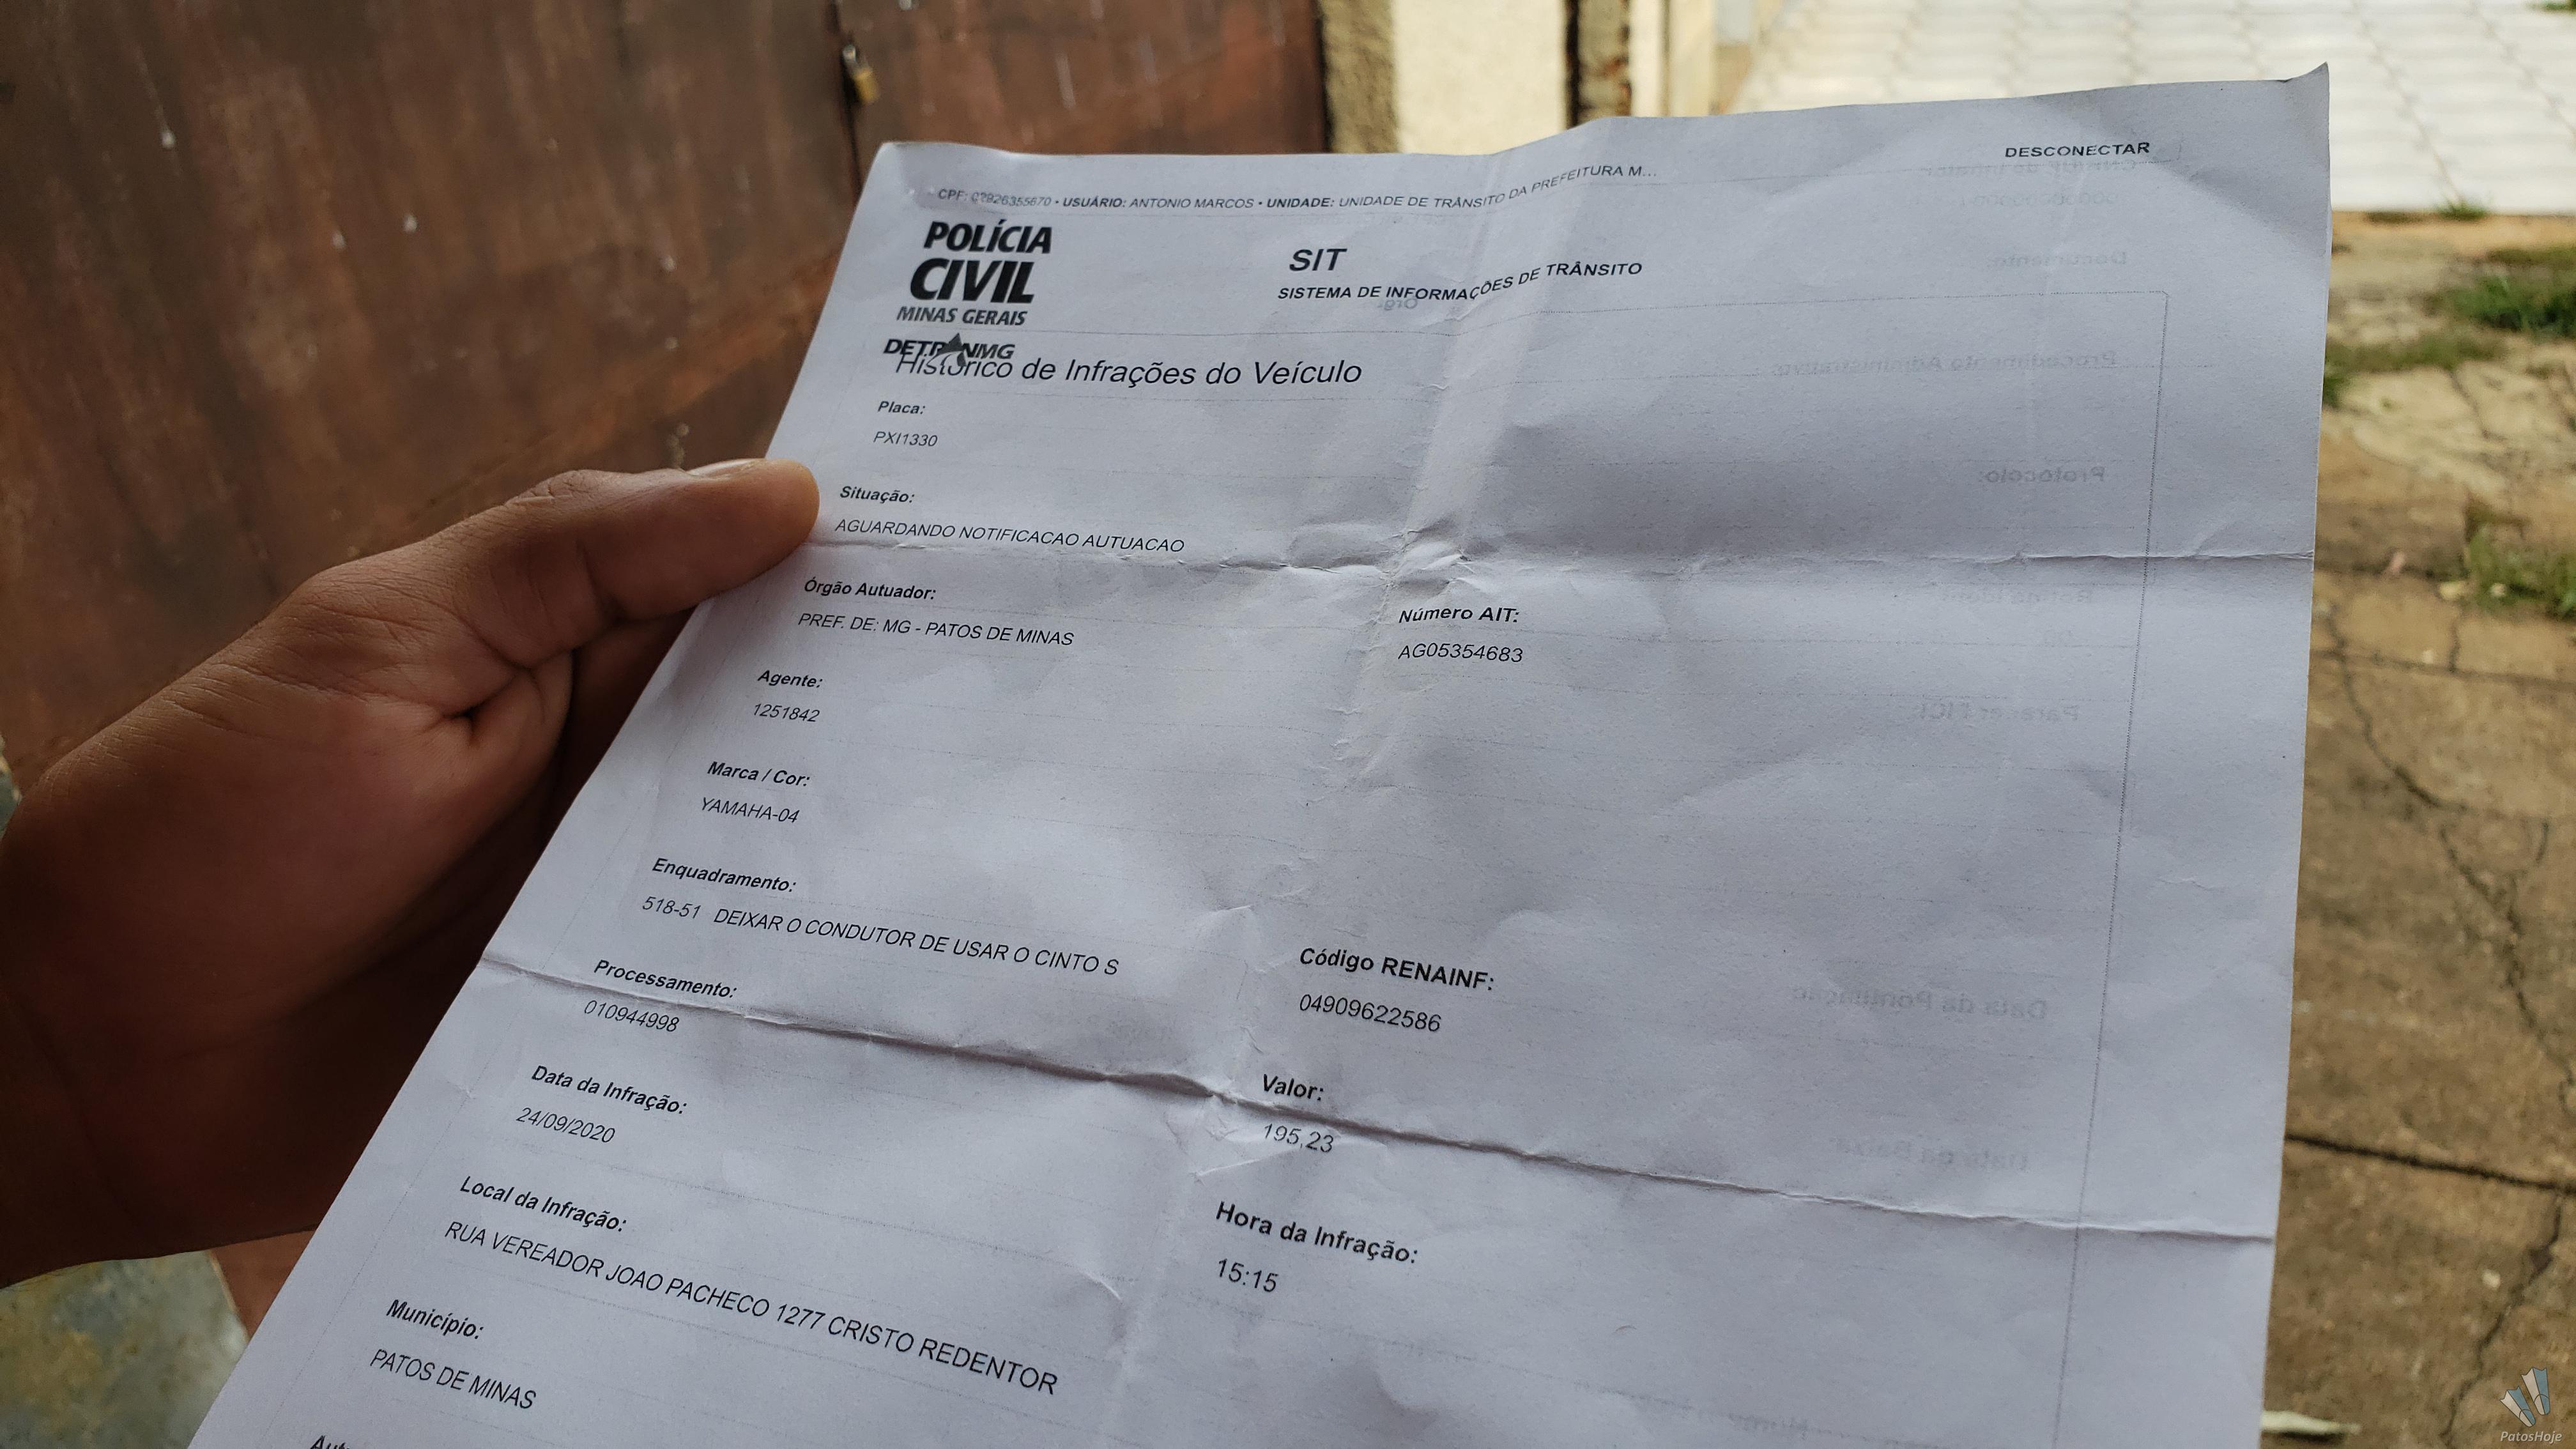 DESCONECTAR
CPF: 02926355670 • USUÁRIO: ANTONIO MARCOS • UNIDADE: UNIDADE DE TRÂNSITO DA PREFEITURA M...
POLÍCIA
CIVIL
MINAS GERAIS
DETRANMG
SIT
SISTEMA DE INFORMAÇÕES DE TRÂNSITO
Histórico de Infrações do Veículo
Placa:
PXI1330
Situação:
AGUARDANDO NOTIFICACAO AUTUACAO
Órgão Autuador:
PREF. DE: MG - PATOS DE MINAS
Número AIT:
AG05354683
Agente:
1251842
Marca / Cor:
YAMAHA-04
Enquadramento:
518-51 DEIXAR O CONDUTOR DE USAR O CINTO S
Código RENAINF:
04909622586
Processamento:
010944998
Valor:
195,23
Data da Infração:
24/09/2020
Hora da Infração:
15:15
Local da Infração:
RUA VEREADOR JOAO PACHECO 1277 CRISTO REDENTOR
Município:
PATOS DE MINAS
PatosHoje